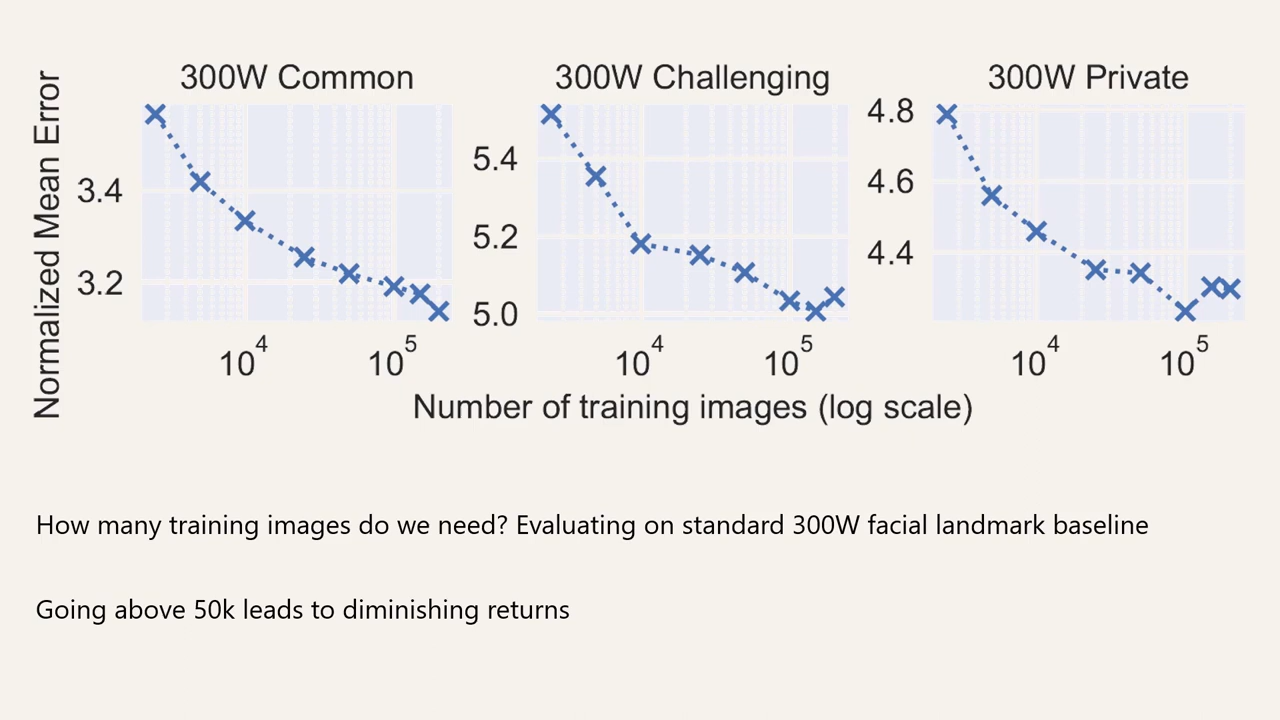 300W Common
300W Challenging
300W Private
Normalized Mean Error
3.4
3.2
10^4
10^5
5.4
5.2
5.0
10^4
10^5
4.8
4.6
4.4
10^4
10^5
Number of training images (log scale)
How many training images do we need? Evaluating on standard 300W facial landmark baseline
Going above 50k leads to diminishing returns